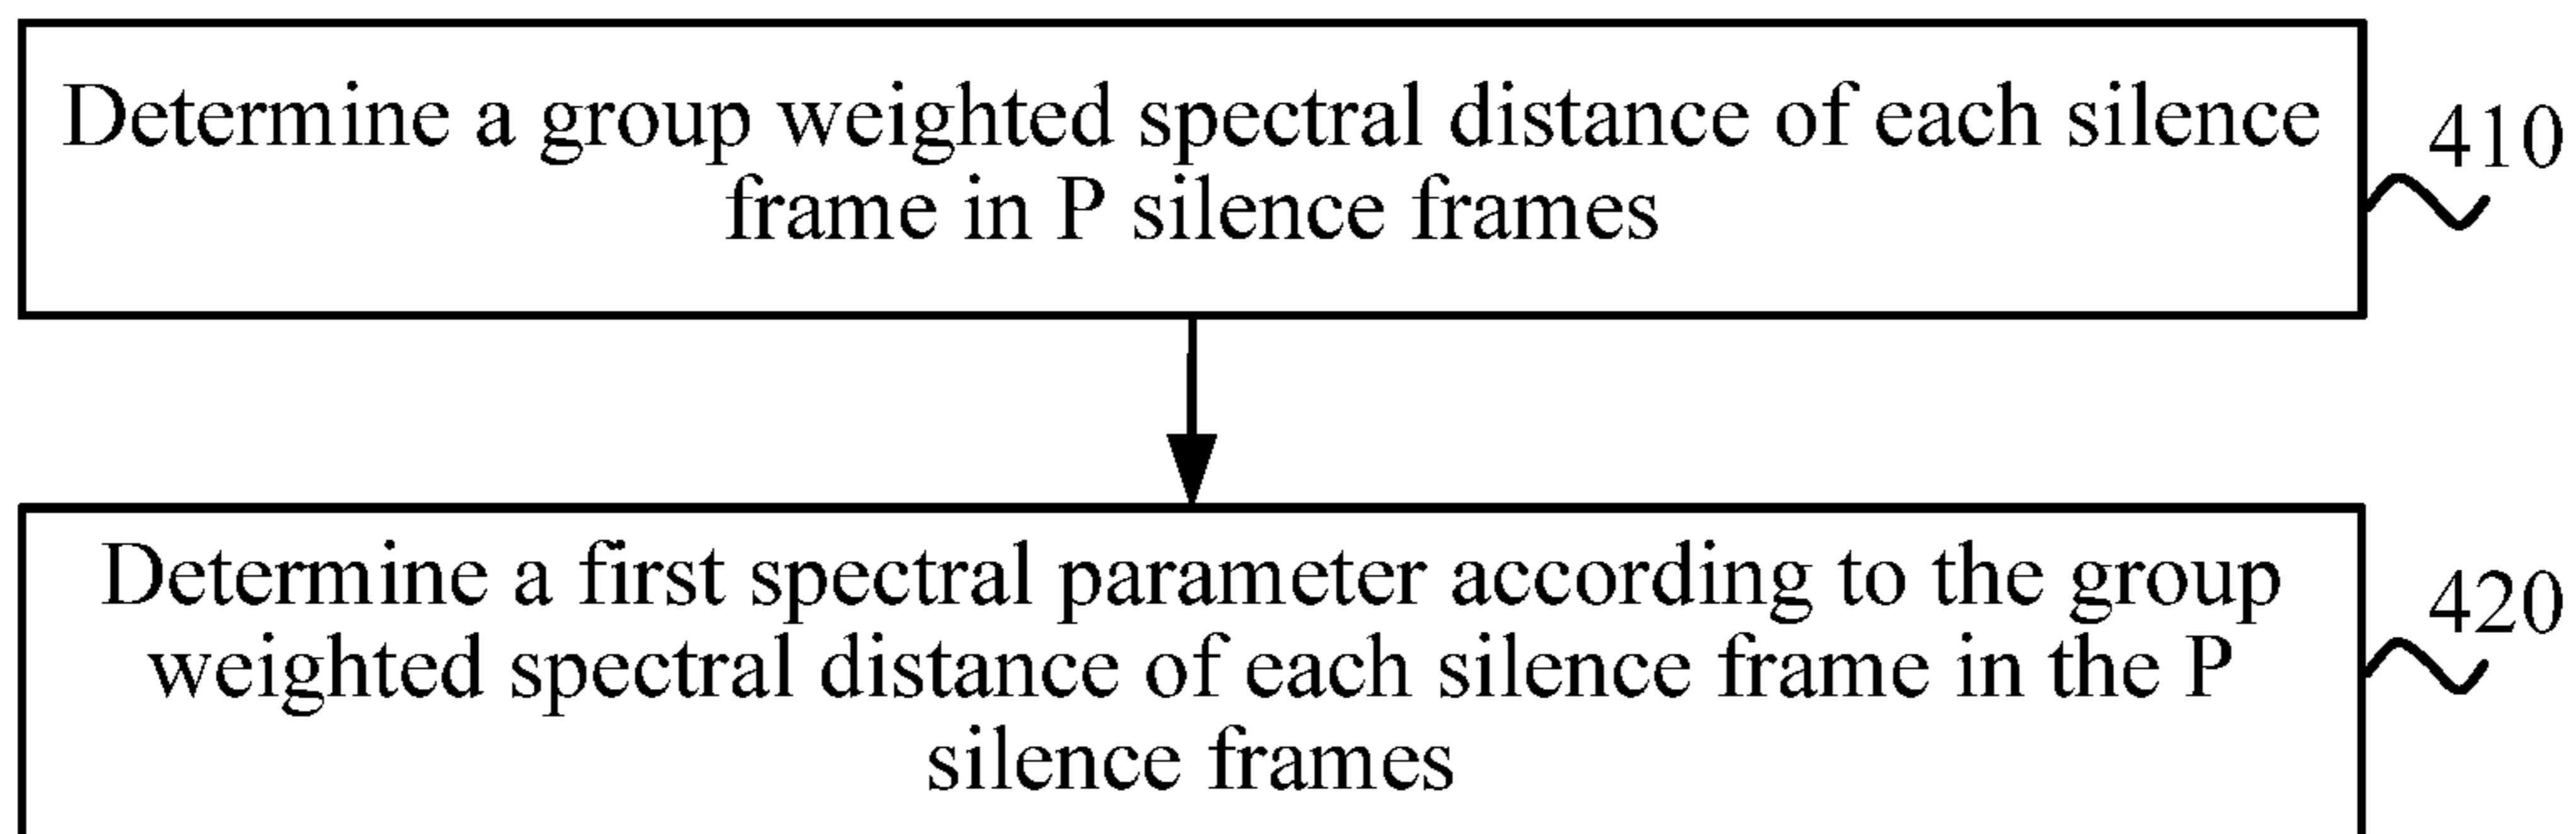 Determine a group weighted spectral distance of each silence
frame in P silence frames
410
Determine a first spectral parameter according to the group
weighted spectral distance of each silence frame in the P
silence frames
420